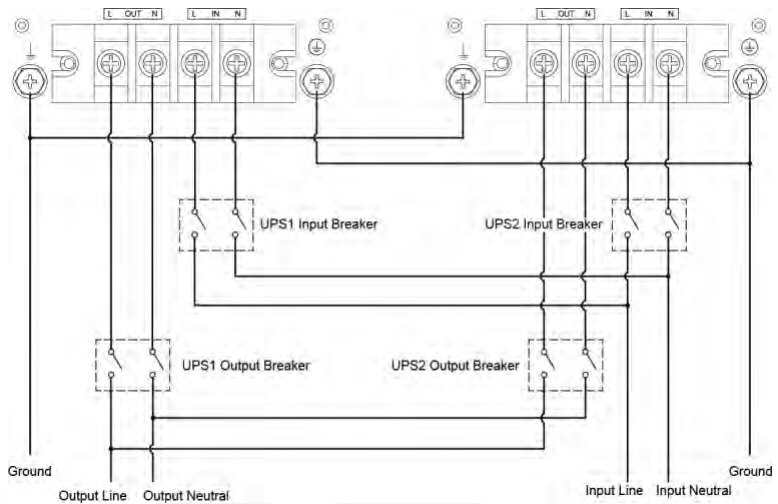 L OUT N L IN N L OUT N L IN N
UPS1 Input Breaker UPS2 Input Breaker
UPS1 Output Breaker UPS2 Output Breaker
Ground Ground
Output Line Output Neutral Input Line Input Neutral